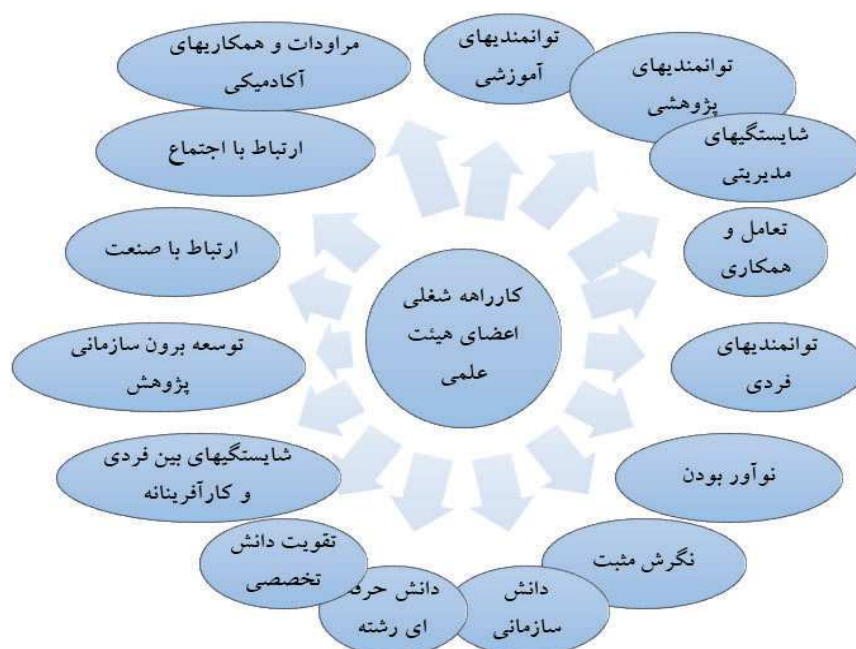 توانمندیهای
آموزشی
توانمندیهای
پژوهشی
شایستگیهای
مدیریتی
تعامل و
همکاری
توانمندیهای
فردی
نوآور بودن
نگرش مثبت
دانش
سازمانی
دانش حرفه
ای رشته
تقویت دانش
تخصصی
شایستگیهای بین فردی
و کارآفرینانه
توسعه برون سازمانی
پژوهش
ارتباط با صنعت
ارتباط با اجتماع
مراودات و همکاریهای
آکادمیکی
کارراهه شغلی
اعضای هیئت
علمی